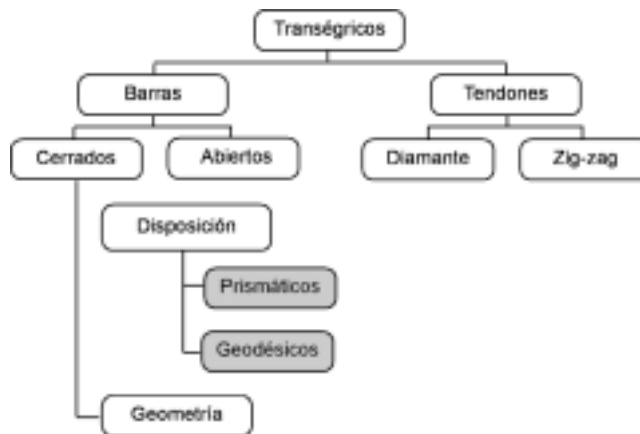 Transégricos
Barras
Tendones
Cerrados
Abiertos
Diamante
Zig-zag
Disposición
Prismáticos
Geodésicos
Geometría